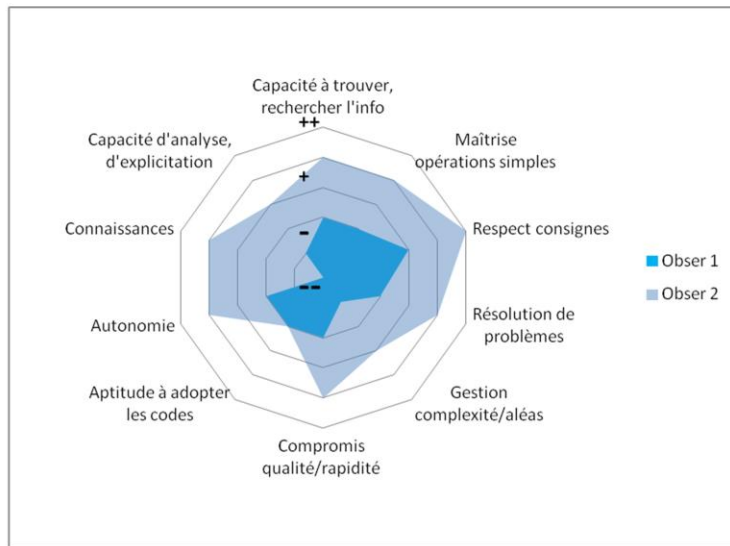 Capacité à trouver,
rechercher l'info
++
Maîtrise
opérations simples
Capacité d'analyse,
d'explicitation
+
Connaissances
-
Respect consignes
Obser 1
Obser 2
--
Autonomie
Résolution de
problèmes
Aptitude à adopter
les codes
Gestion
complexité/aléas
Compromis
qualité/rapidité